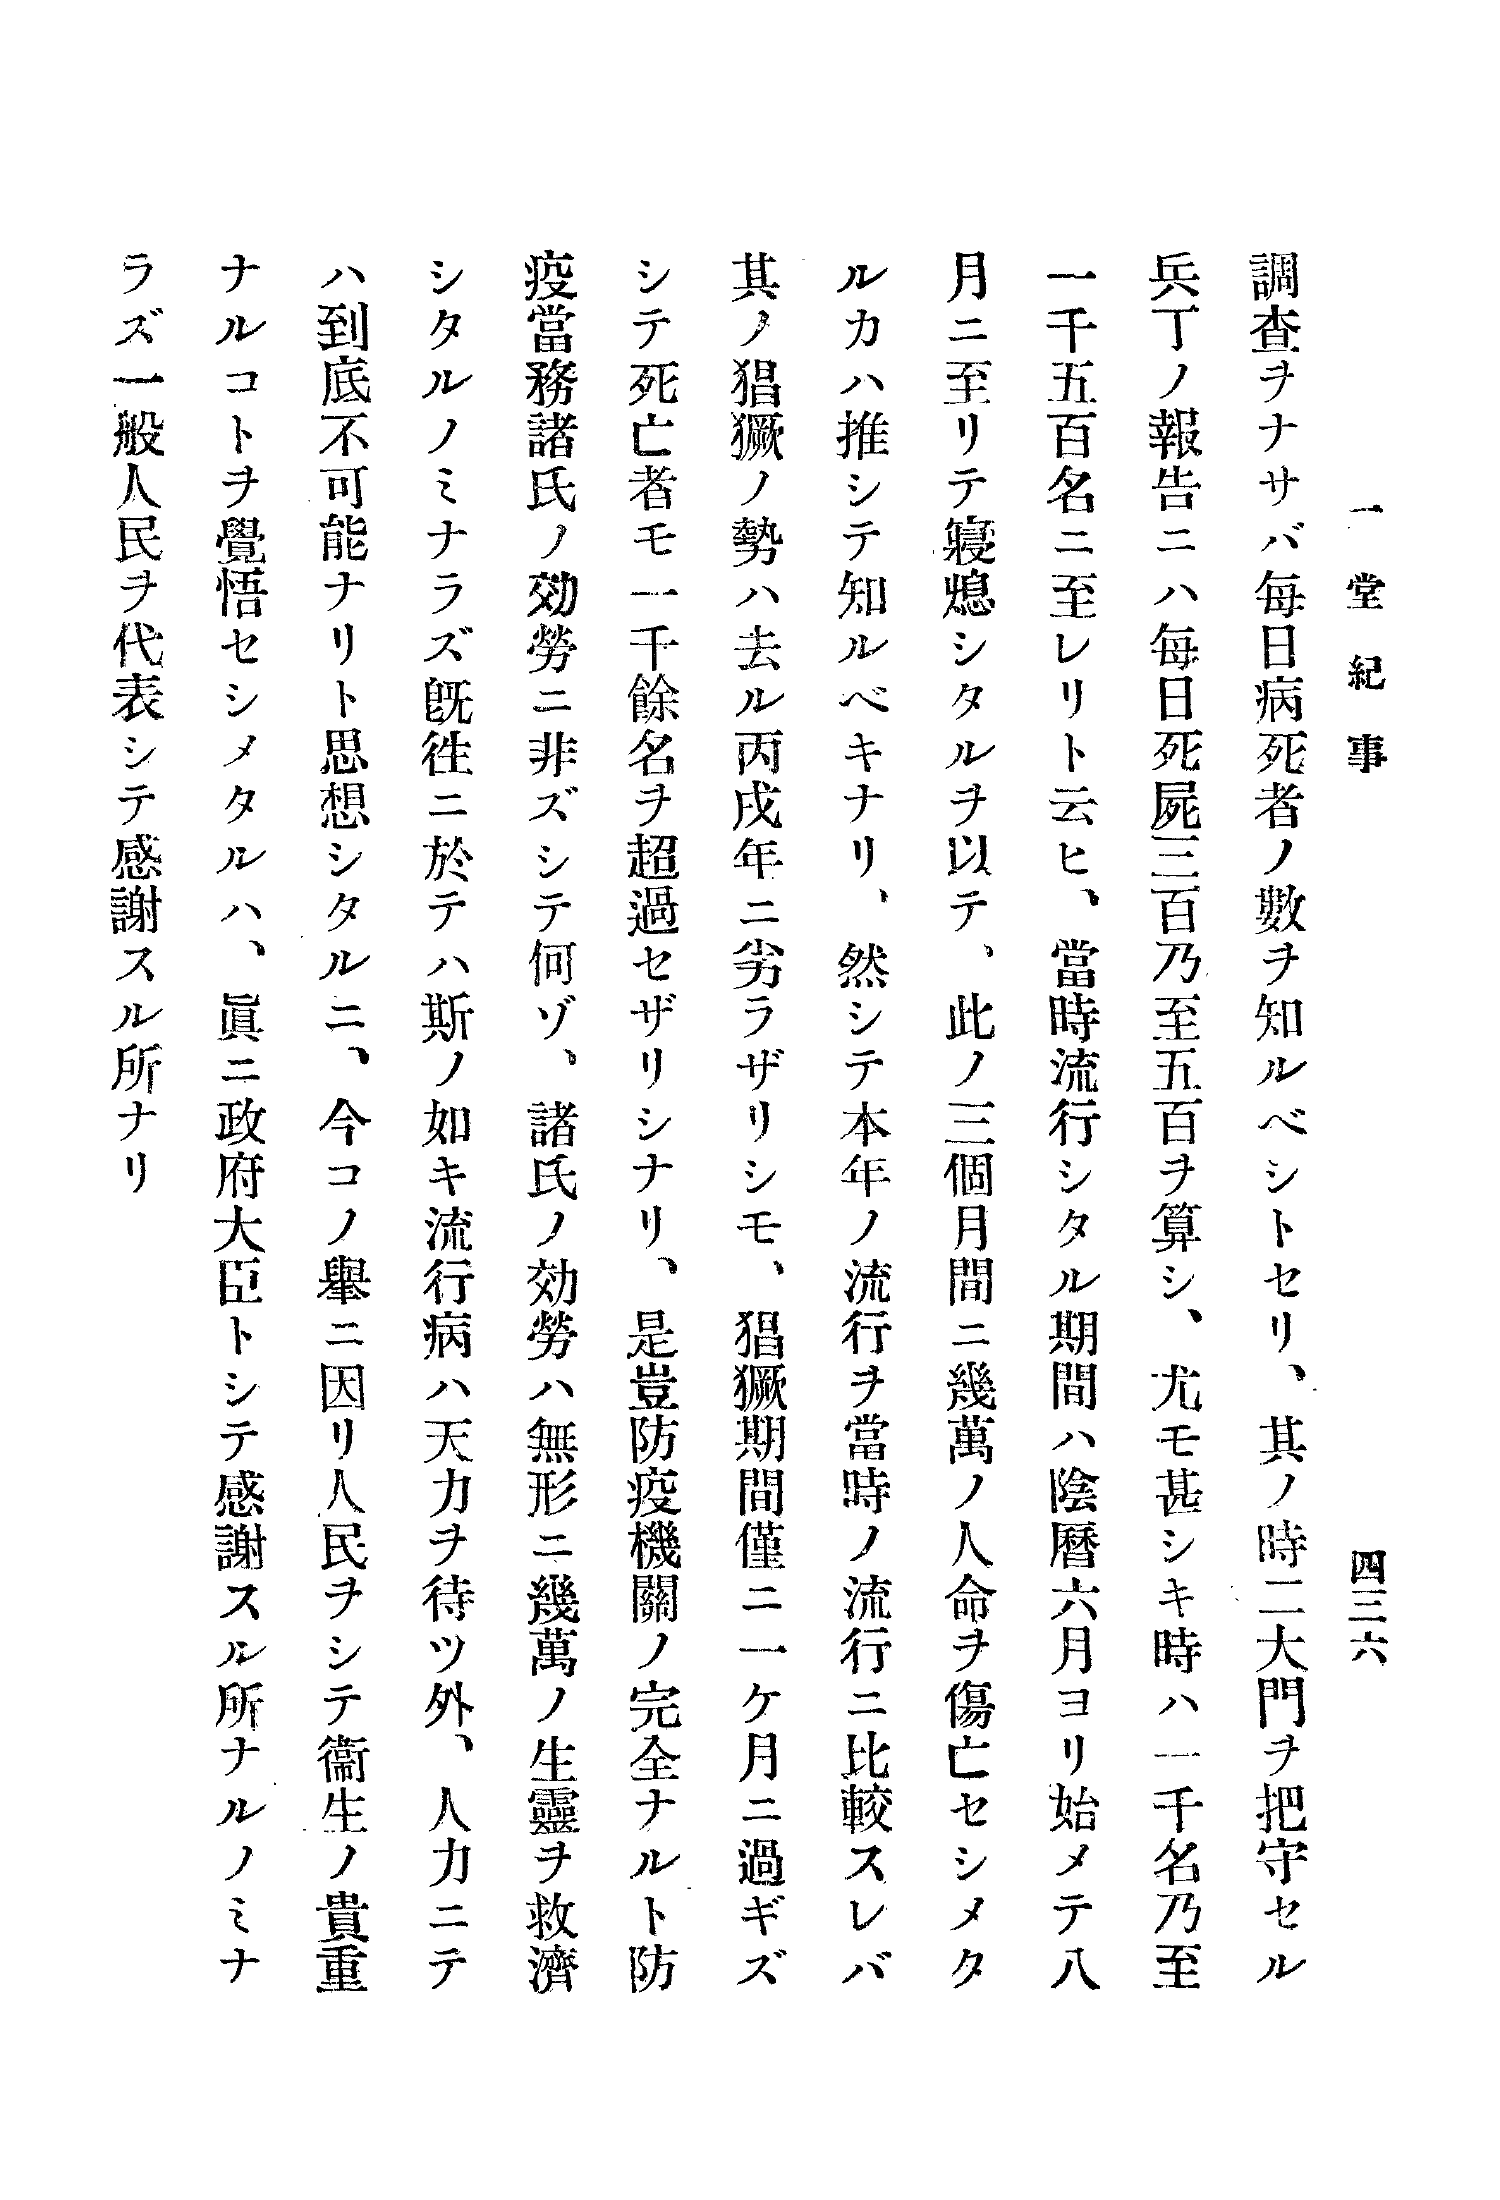 一堂紀事 四三六
調査ヲナサバ每日病死者ノ數ヲ知ルベシトセリ、其ノ時二大門ヲ把守セル
兵丁ノ報告ニハ每日死屍三百乃至五百ヲ算シ、尤モ甚シキ時ハ一千名乃至
一千五百名ニ至レリト云ヒ、當時流行シタル期間ハ陰曆六月ヨリ始メテ八
月ニ至リテ寢熄シタルヲ以テ、此ノ三個月間ニ幾萬ノ人命ヲ傷亡セシメタ
ルカハ推シテ知ルベキナリ、然シテ本年ノ流行ヲ當時ノ流行ニ比較スレバ
其ノ猖獗ノ勢ハ去ル丙戌年ニ劣ラザリシモ、猖獗期間僅ニ一ケ月ニ過ギズ
シテ死亡者モ一千餘名ヲ超過セザリシナリ、是豈防疫機關ノ完全ナルト防
疫當務諸氏ノ効勞ニ非ズシテ何ゾ、諸氏ノ効勞ハ無形ニ幾萬ノ生靈ヲ救濟
シタルノミナラズ旣徃ニ於テハ斯ノ如キ流行病ハ天力ヲ待ツ外、人力ニテ
ハ到底不可能ナリト思想シタルニ、今コノ擧ニ因リ人民ヲシテ衞生ノ貴重
ナルコトヲ覺悟セシメタルハ、眞ニ政府大臣トシテ感謝スル所ナルノミナ
ラズ一般人民ヲ代表シテ感謝スル所ナリ